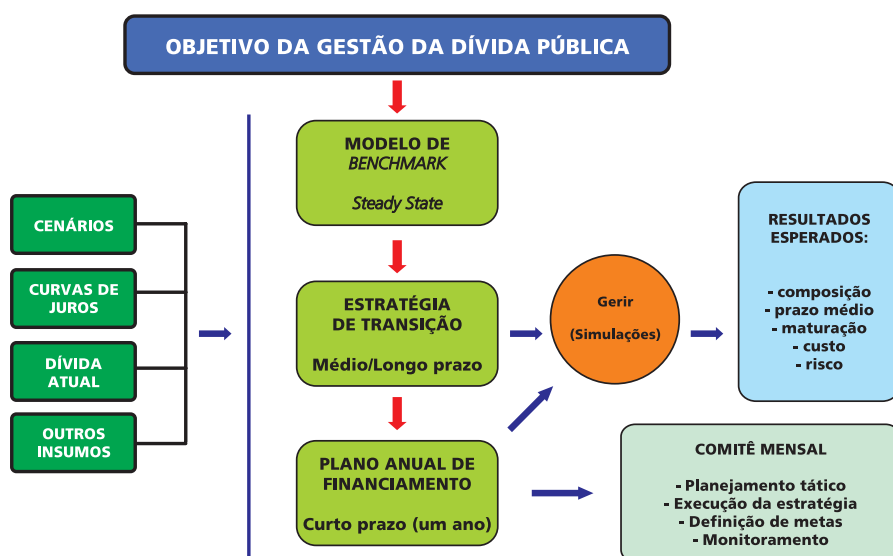 OBJETIVO DA GESTÃO DA DÍVIDA PÚBLICA
CENÁRIOS
CURVAS DE
JUROS
DÍVIDA
ATUAL
OUTROS
INSUMOS
MODELO DE
BENCHMARK
Steady State
ESTRATÉGIA
DE TRANSIÇÃO
Médio/Longo prazo
PLANO ANUAL DE
FINANCIAMENTO
Curto prazo (um ano)
Gerir
(Simulações)
RESULTADOS
ESPERADOS:
- composição
- prazo médio
- maturação
- custo
- risco
COMITÊ MENSAL
- Planejamento tático
- Execução da estratégia
- Definição de metas
- Monitoramento